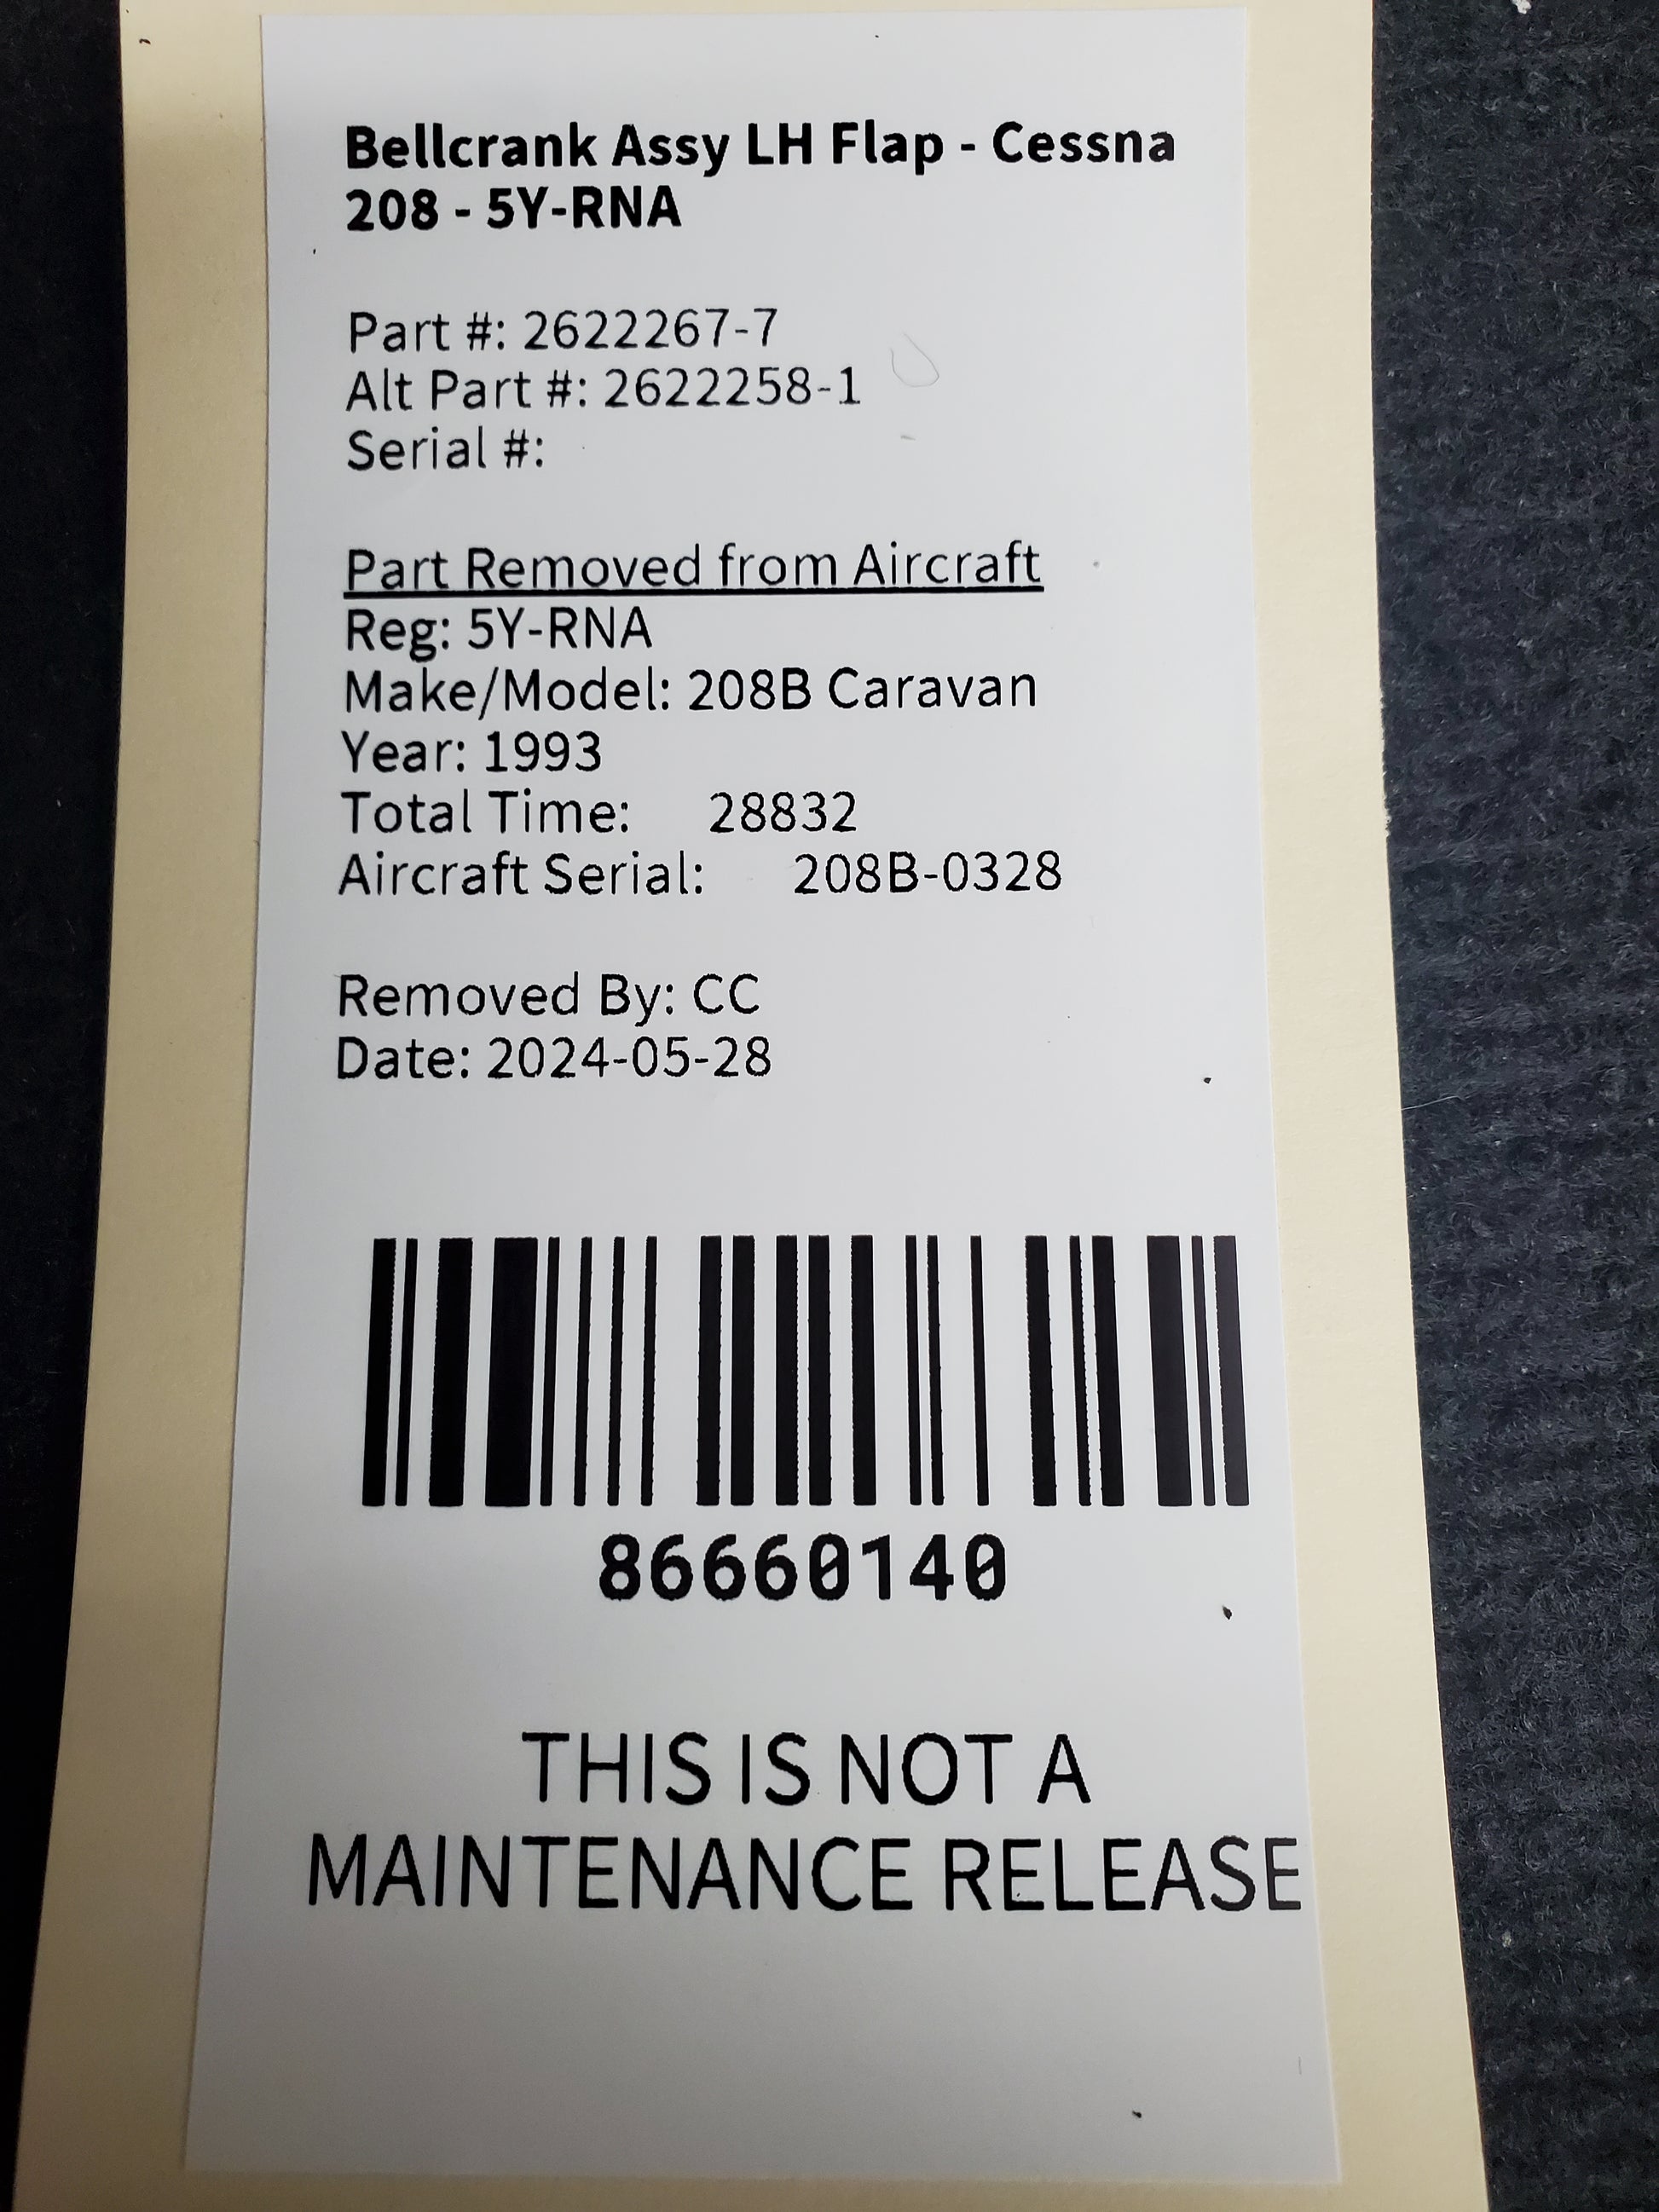 Bellcrank Assy LH Flap - Cessna
208 - 5Y-RNA
Part #: 2622267-7
Alt Part #: 2622258-1
Serial #:
Part Removed from Aircraft
Reg: 5Y-RNA
Make/Model: 208B Caravan
Year: 1993
Total Time: 28832
Aircraft Serial: 208B-0328
Removed By: CC
Date: 2024-05-28
86660140
THIS IS NOT A
MAINTENANCE RELEASE